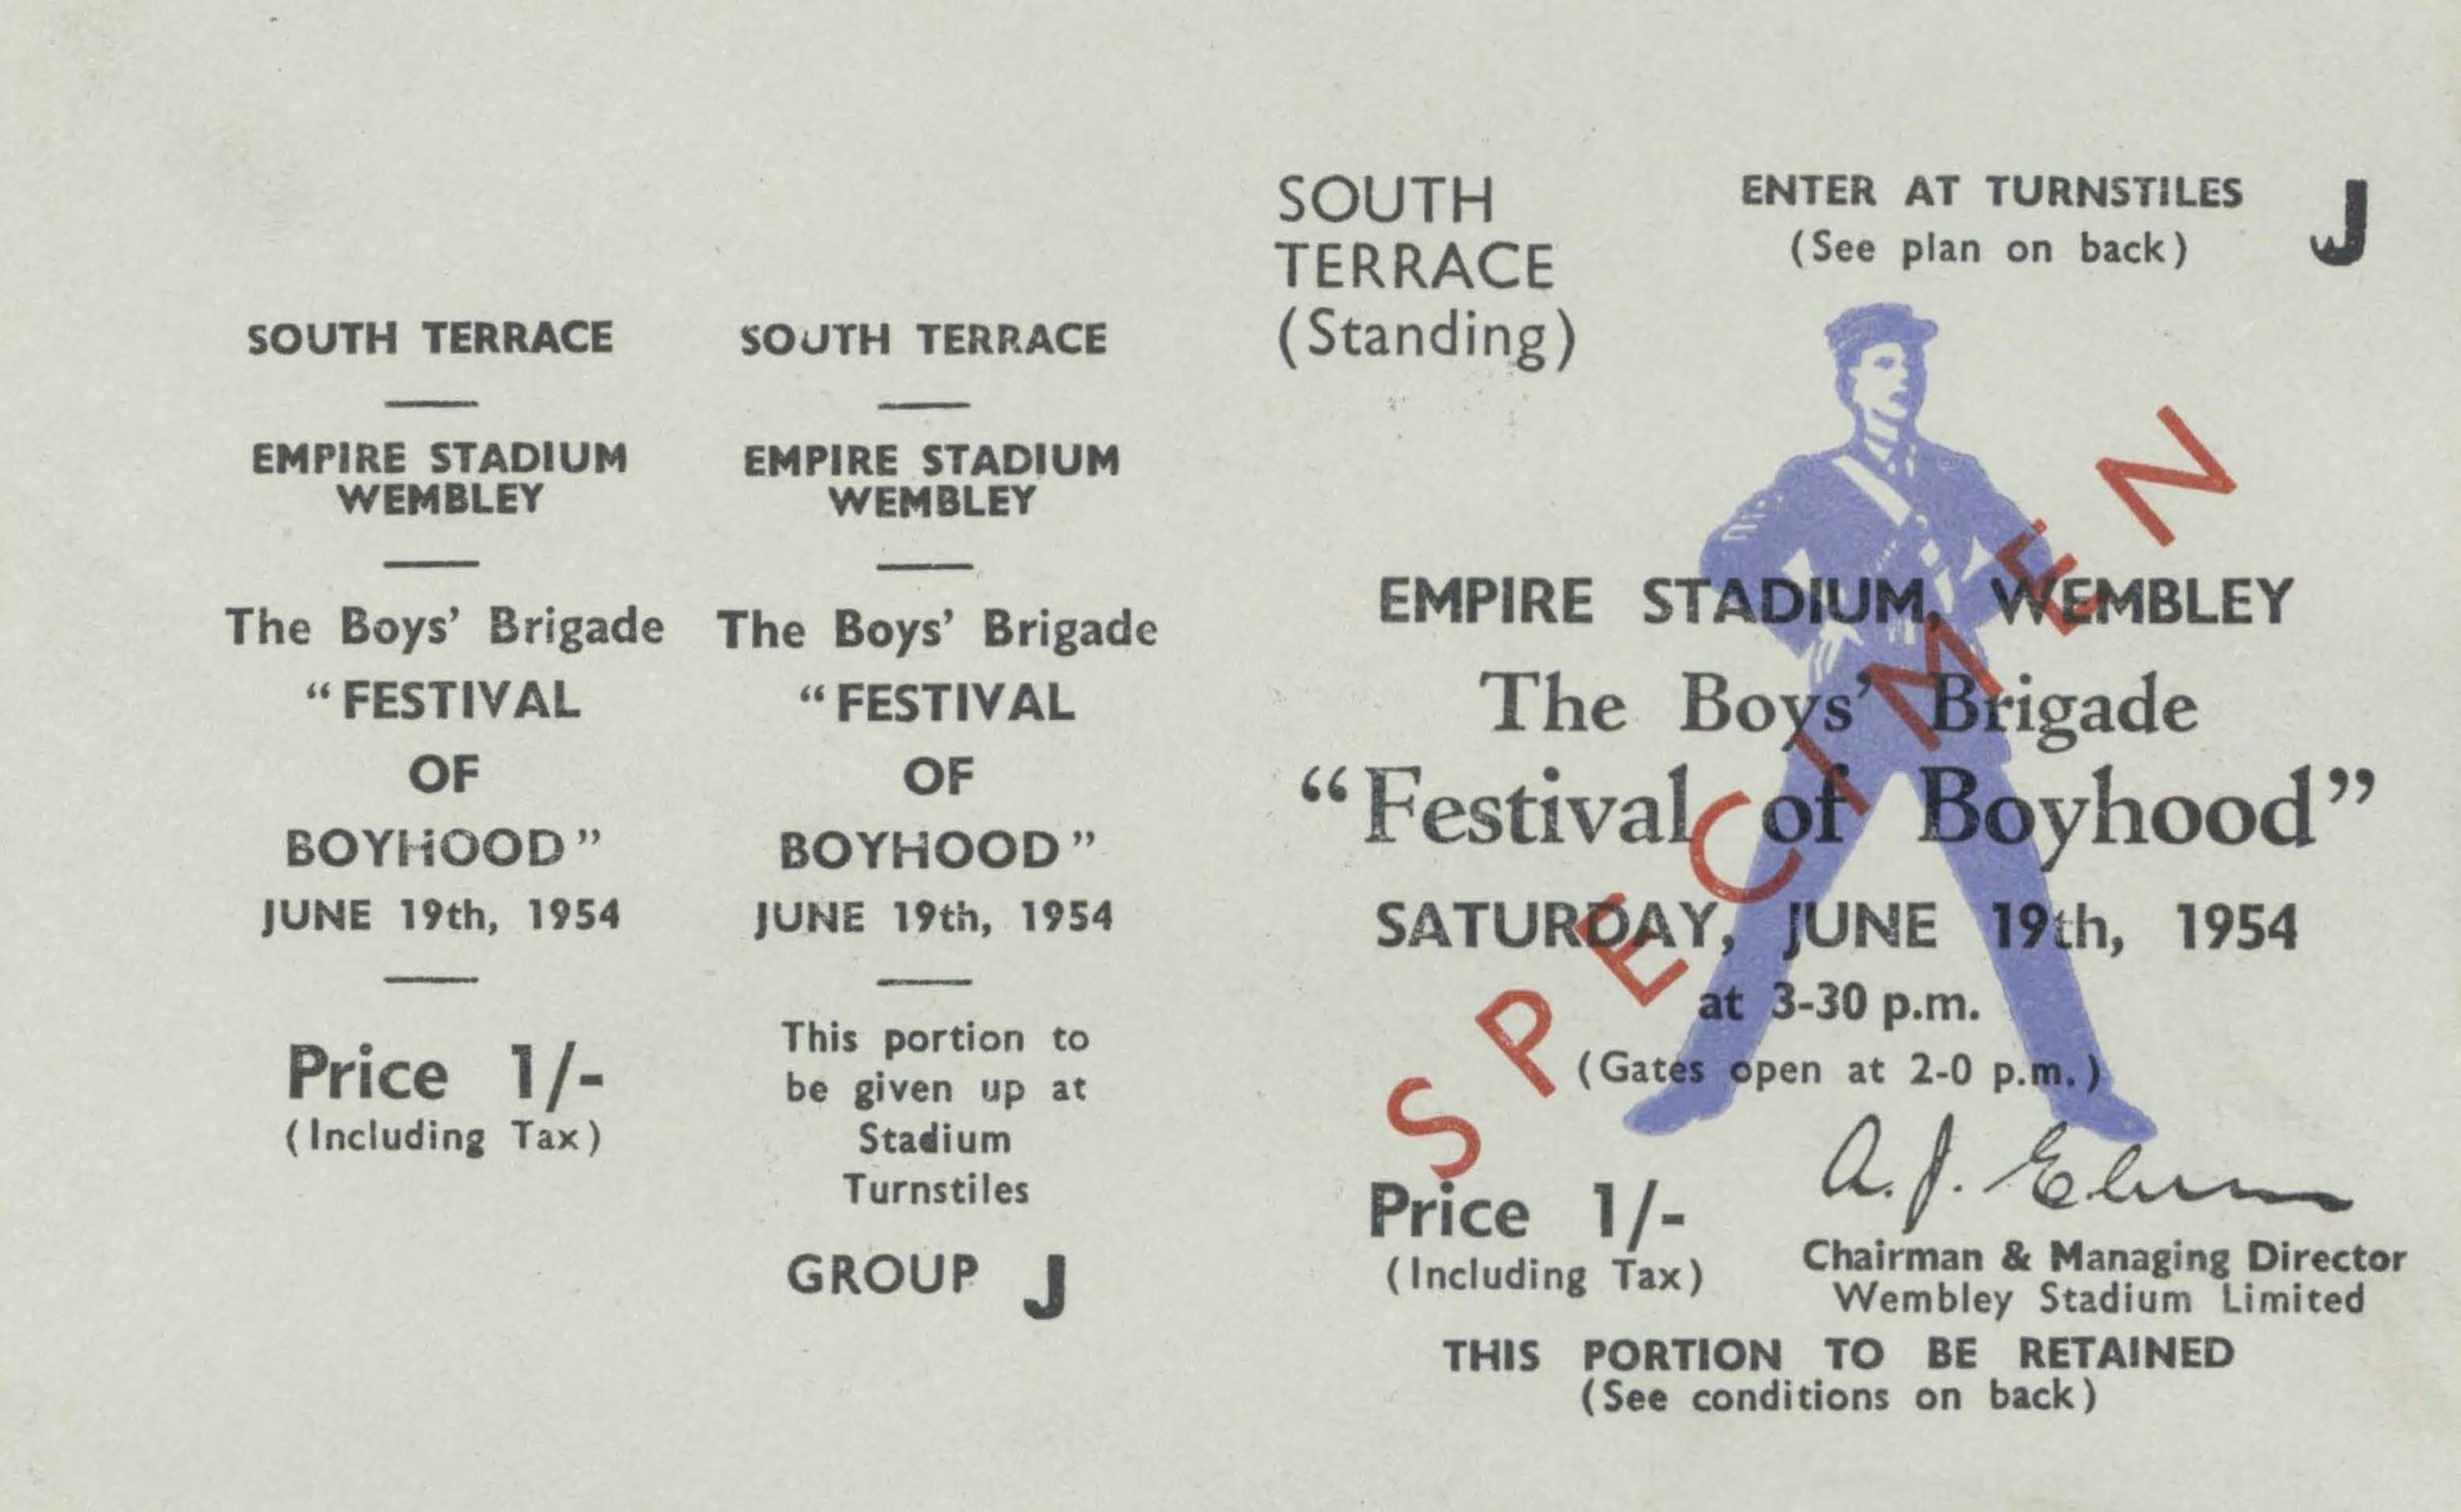 SOUTH TERRACE
EMPIRE STADIUM
WEMBLEY
The Boys' Brigade
“FESTIVAL
OF
BOYHOOD”
JUNE 19th, 1954
Price 1/-
(Including Tax)
SOUTH TERRACE
EMPIRE STADIUM
WEMBLEY
The Boys' Brigade
“FESTIVAL
OF
BOYHOOD”
JUNE 19th, 1954
This portion to
be given up at
Stadium
Turnstiles
GROUP J
SOUTH
TERRACE
(Standing)
ENTER AT TURNSTILES J
(See plan on back)
EMPIRE STADIUM, WEMBLEY
The Boys' Brigade
“Festival of Boyhood”
SATURDAY, JUNE 19th, 1954
at 3-30 p.m.
(Gates open at 2-0 p.m.)
SPECIMEN
Price 1/-
(Including Tax)
A. J.
Chairman & Managing Director
Wembley Stadium Limited
THIS PORTION TO BE RETAINED
(See conditions on back)